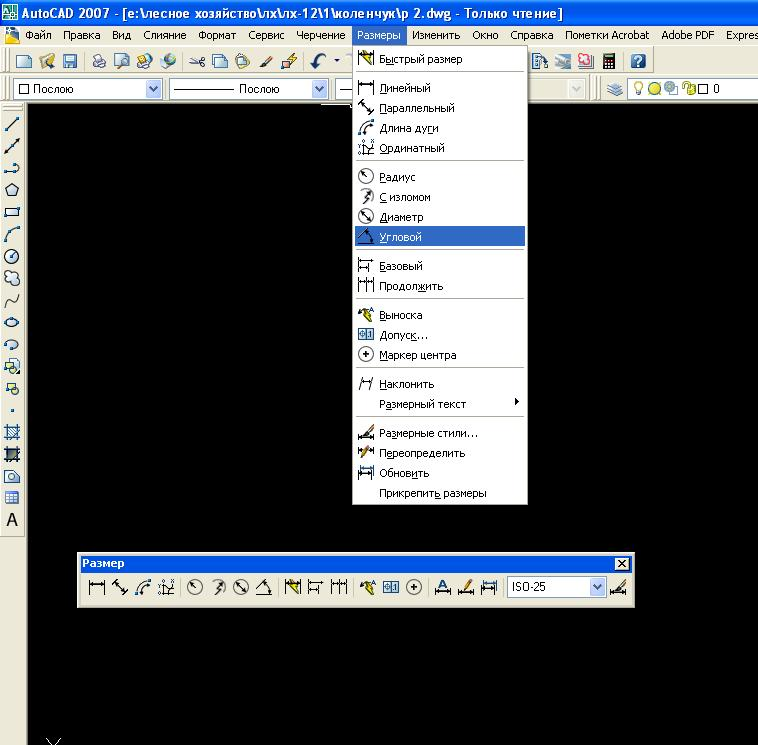 AutoCAD 2007 - [e:\лесное хозяйство\лх\лх-12\1\коленчук\р 2.dwg - Только чтение]
Файл Правка Вид Слияние Формат Сервис Черчение Размеры Изменить Окно Справка Пометки Acrobat Adobe PDF Expres
Послою Послою 0
Быстрый размер
Линейный
Параллельный
Длина дуги
Ординатный
Радиус
С изломом
Диаметр
Угловой
Базовый
Продолжить
Выноска
Допуск...
Маркер центра
Наклонить
Размерный текст
Размерные стили...
Переопределить
Обновить
Прикрепить размеры
A
Размер
ISO-25